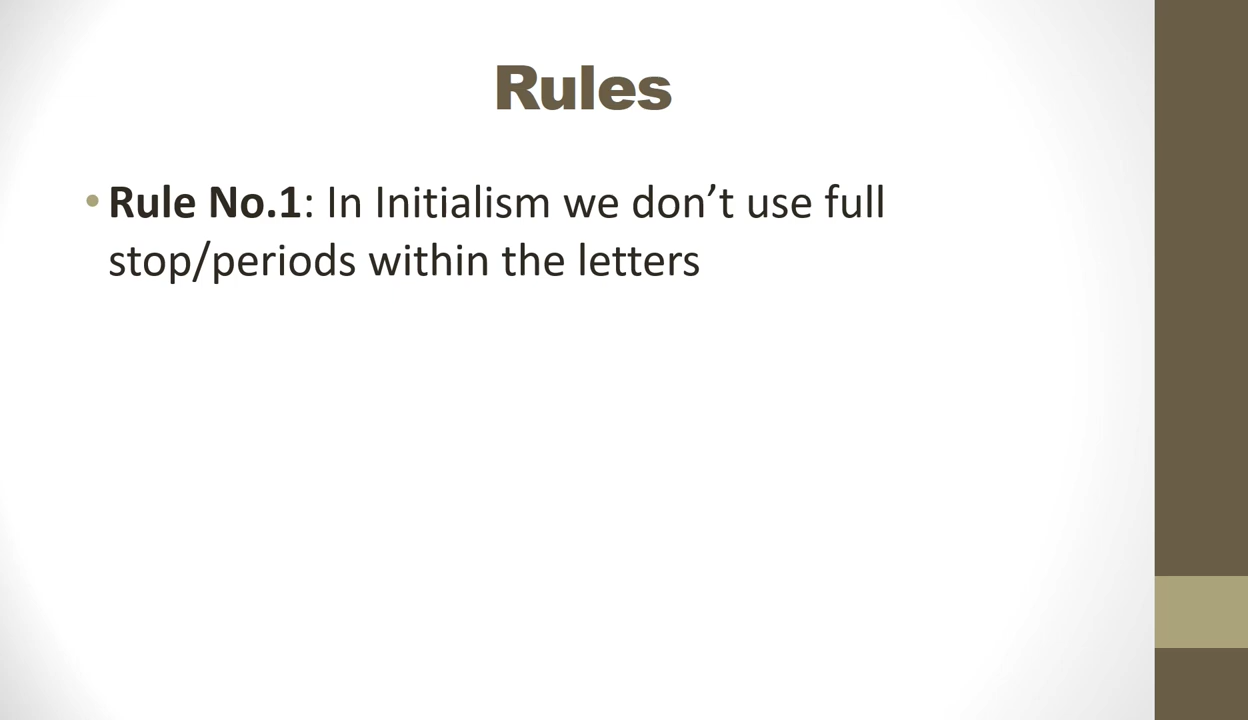 Rules
• Rule No.1: In Initialism we don’t use full
stop/periods within the letters